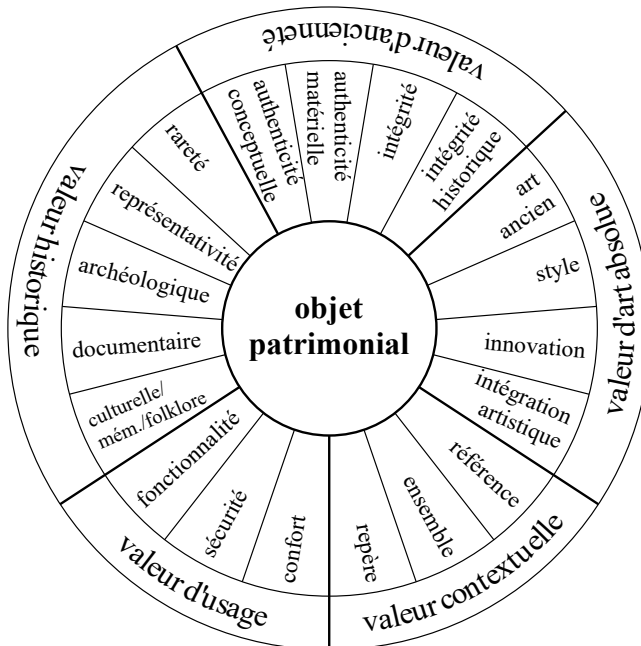 valeur d'ancienneté
authenticité
conceptuelle
authenticité
matérielle
intégrité
intégrité
historique
valeur d'art absolue
art
ancien
style
innovation
intégration
artistique
valeur contextuelle
référence
ensemble
repère
valeur d'usage
confort
sécurité
fonctionnalité
valeur historique
culturelle/
mém./folklore
documentaire
archéologique
représentativité
rareté
objet
patrimonial